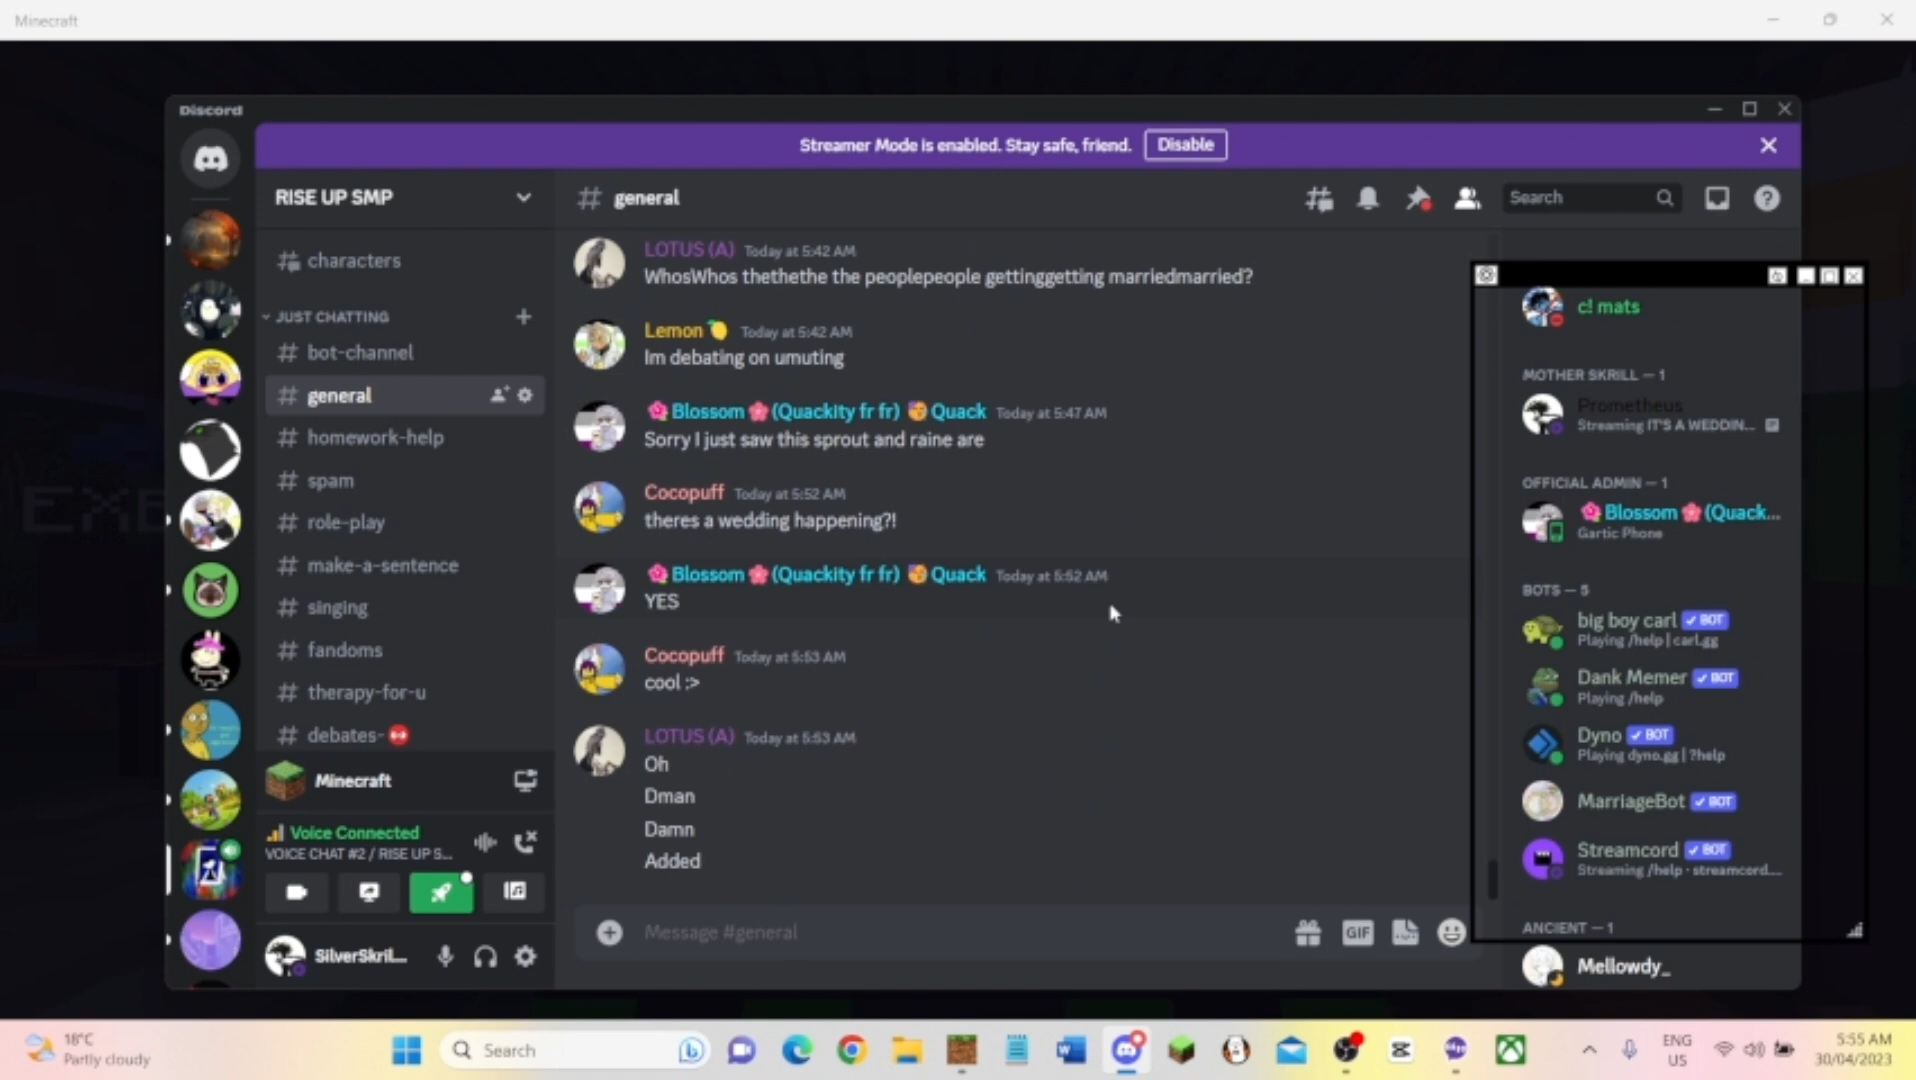 Minecraft
Discord
Streamer Mode is enabled. Stay safe, friend. Disable
RISE UP SMP
general
Search
characters
JUST CHATTING
bot-channel
general
homework-help
spam
role-play
make-a-sentence
singing
fandoms
therapy-for-u
debates-
Minecraft
Voice Connected
VOICE CHAT #2 / RISE UP S...
SilverSkril...
LOTUS (A) Today at 5:42 AM
WhosWhos thethethe the peoplepeople gettinggetting marriedmarried?
Lemon Today at 5:42 AM
Im debating on umuting
Blossom (Quackity fr fr) Quack Today at 5:47 AM
Sorry I just saw this sprout and raine are
Cocopuff Today at 5:52 AM
theres a wedding happening?!
Blossom (Quackity fr fr) Quack Today at 5:52 AM
YES
Cocopuff Today at 5:53 AM
cool :>
LOTUS (A) Today at 5:53 AM
Oh
Dman
Damn
Added
Message #general
GIF
c! mats
MOTHER SKRILL — 1
Prometheus
Streaming IT'S A WEDDIN...
OFFICIAL ADMIN — 1
Blossom (Quack...
Gartic Phone
BOTS — 5
big boy carl BOT
Playing /help | carl.gg
Dank Memer BOT
Playing /help
Dyno BOT
Playing dyno.gg | ?help
MarriageBot BOT
Streamcord BOT
Streaming /help · streamcord....
ANCIENT — 1
Mellowdy_
18°C
Partly cloudy
Search
ENG
US
5:55 AM
30/04/2023